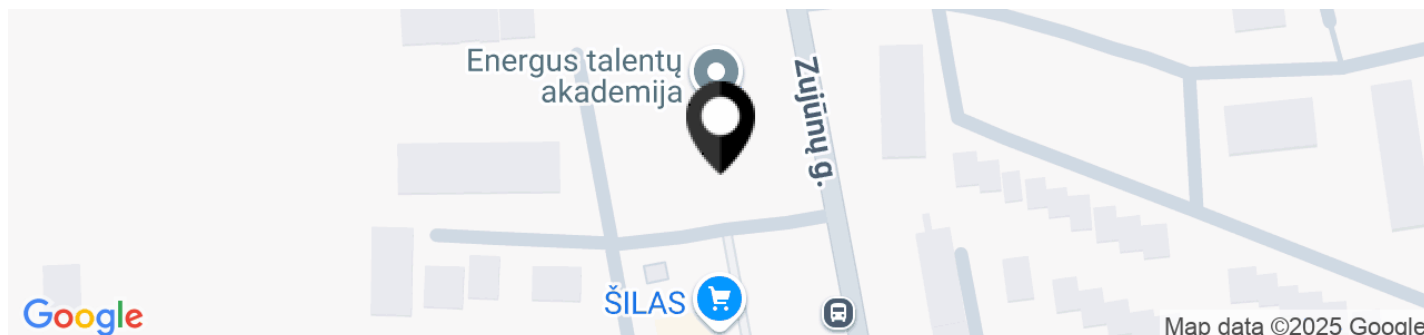 Energus talentų
akademija
Zujūnų g.
ŠILAS
Google
Map data ©2025 Google